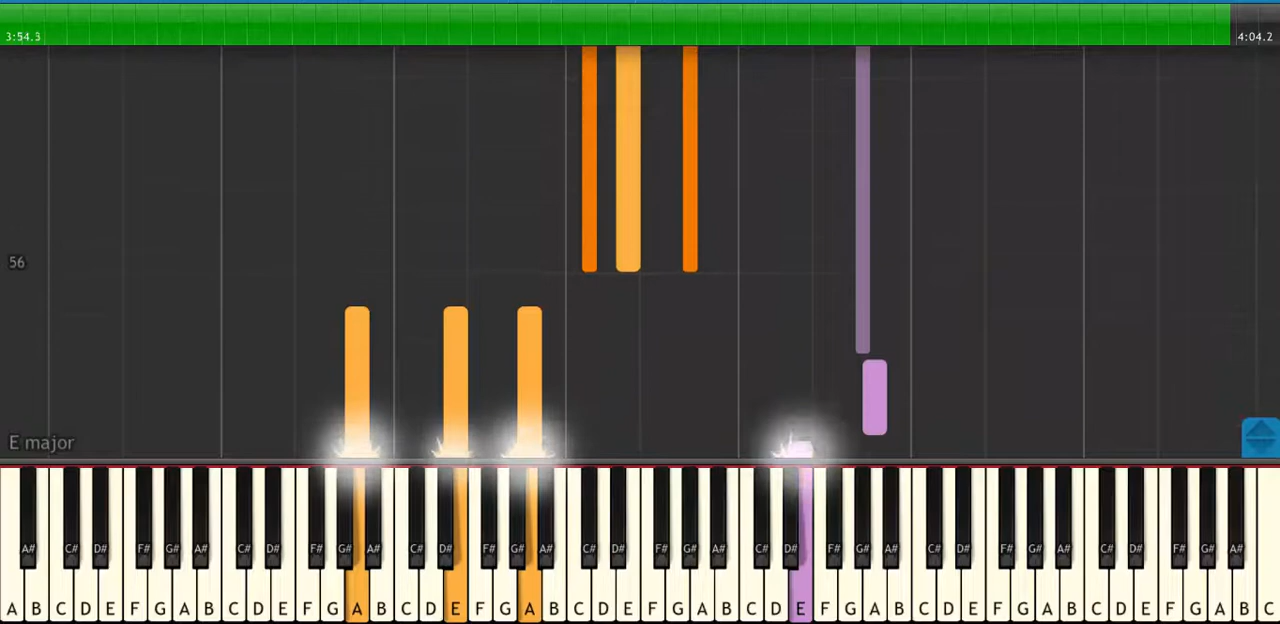 3:54.3
4:04.2
56
E major
A# C# D# F# G# A# C# D# F# G# A# C# D# F# G# A# C# D# F# G# A# C# D# F# G# A# C# D# F# G# A# C# D# F# G# A#
A B C D E F G A B C D E F G A B C D E F G A B C D E F G A B C D E F G A B C D E F G A B C D E F G A B C